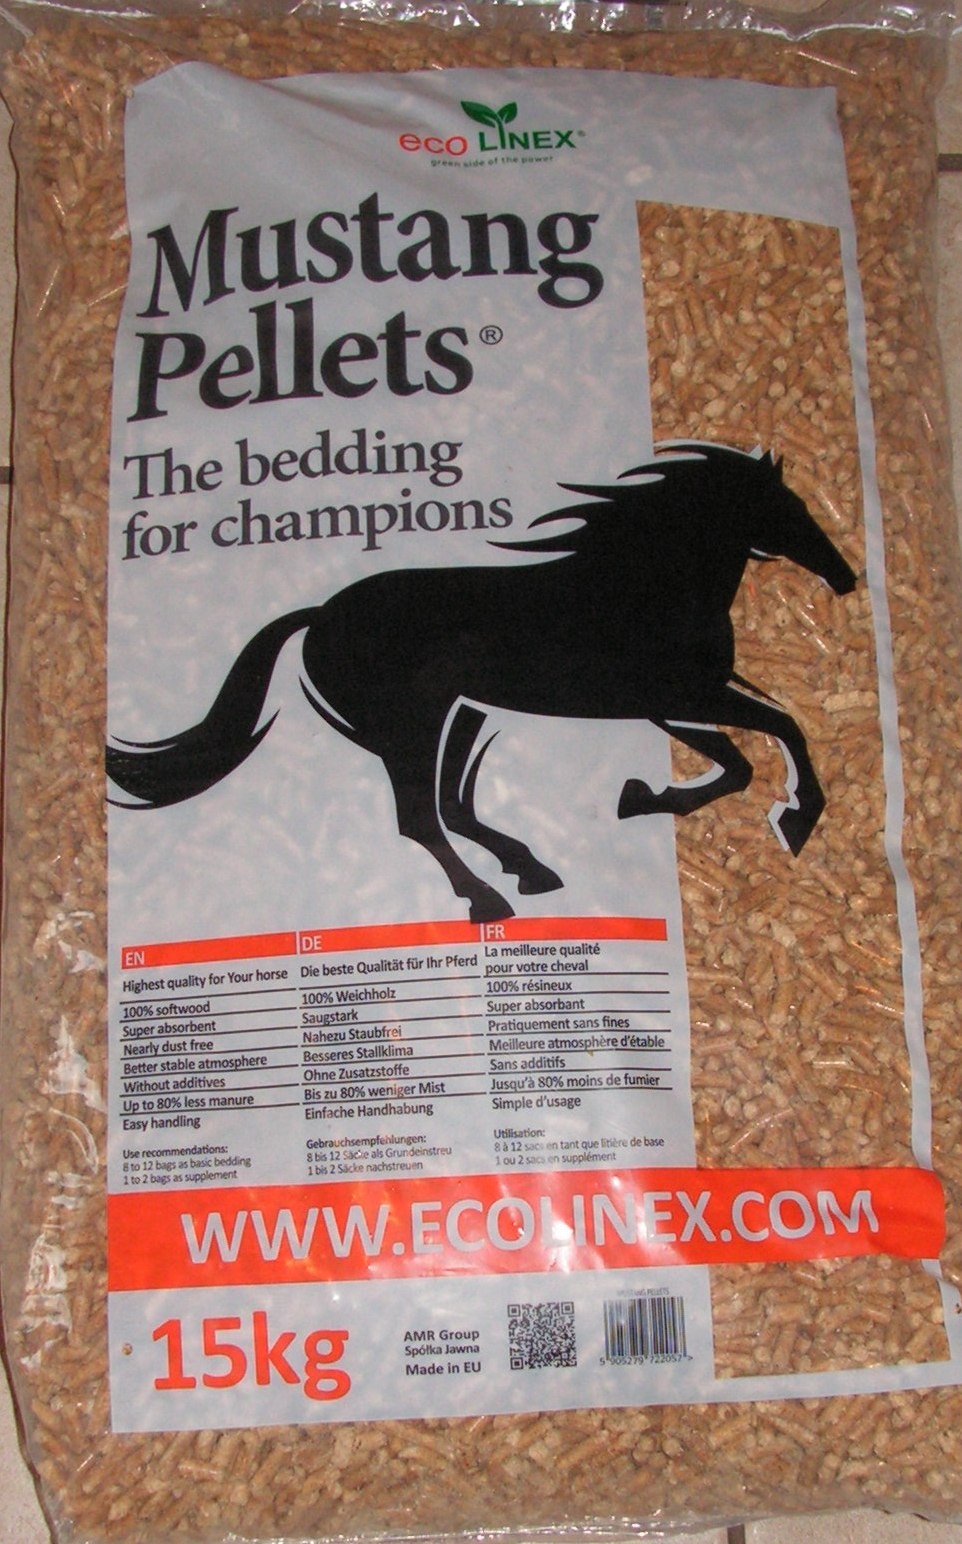 eco LINEX®
green side of the power
Mustang
Pellets®
The bedding
for champions
EN
Highest quality for Your horse
100% softwood
Super absorbent
Nearly dust free
Better stable atmosphere
Without additives
Up to 80% less manure
Easy handling
Use recommendations:
8 to 12 bags as basic bedding
1 to 2 bags as supplement
DE
Die beste Qualität für Ihr Pferd
100% Weichholz
Saugstark
Nahezu Staubfrei
Besseres Stallklima
Ohne Zusatzstoffe
Bis zu 80% weniger Mist
Einfache Handhabung
Gebrauchsempfehlungen:
8 bis 12 Säcke als Grundeinstreu
1 bis 2 Säcke nachstreuen
FR
La meilleure qualité
pour votre cheval
100% résineux
Super absorbant
Pratiquement sans fines
Meilleure atmosphère d'étable
Sans additifs
Jusqu'à 80% moins de fumier
Simple d'usage
Utilisation:
8 à 12 sacs en tant que litière de base
1 ou 2 sacs en supplément
WWW.ECOLINEX.COM
15kg
AMR Group
Spółka Jawna
Made in EU
MUSTANG PELLETS
5 905279 722057 >